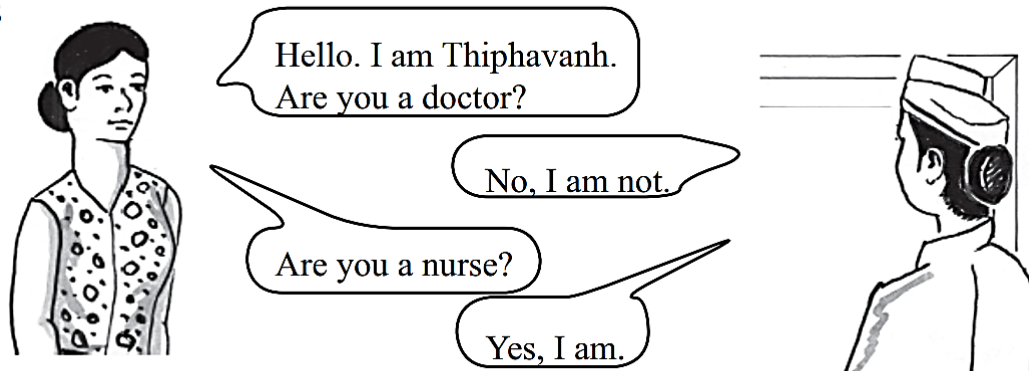 Hello. I am Thiphavanh.
Are you a doctor?
No, I am not.
Are you a nurse?
Yes, I am.